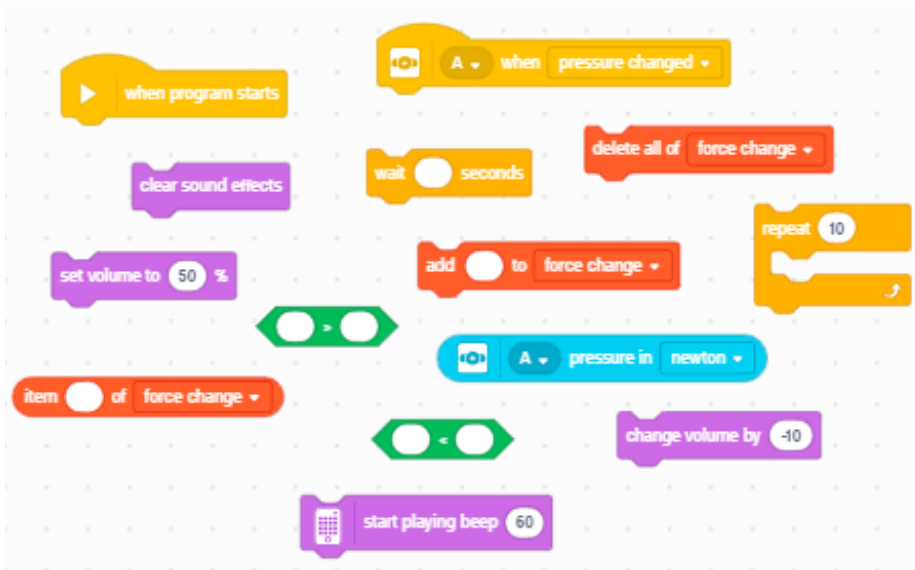 A when pressure changed
when program starts
delete all of force change
clear sound effects
wait seconds
repeat 10
set volume to 50 %
add to force change
>
A pressure in newton
item of force change
<
change volume by -10
start playing beep 60